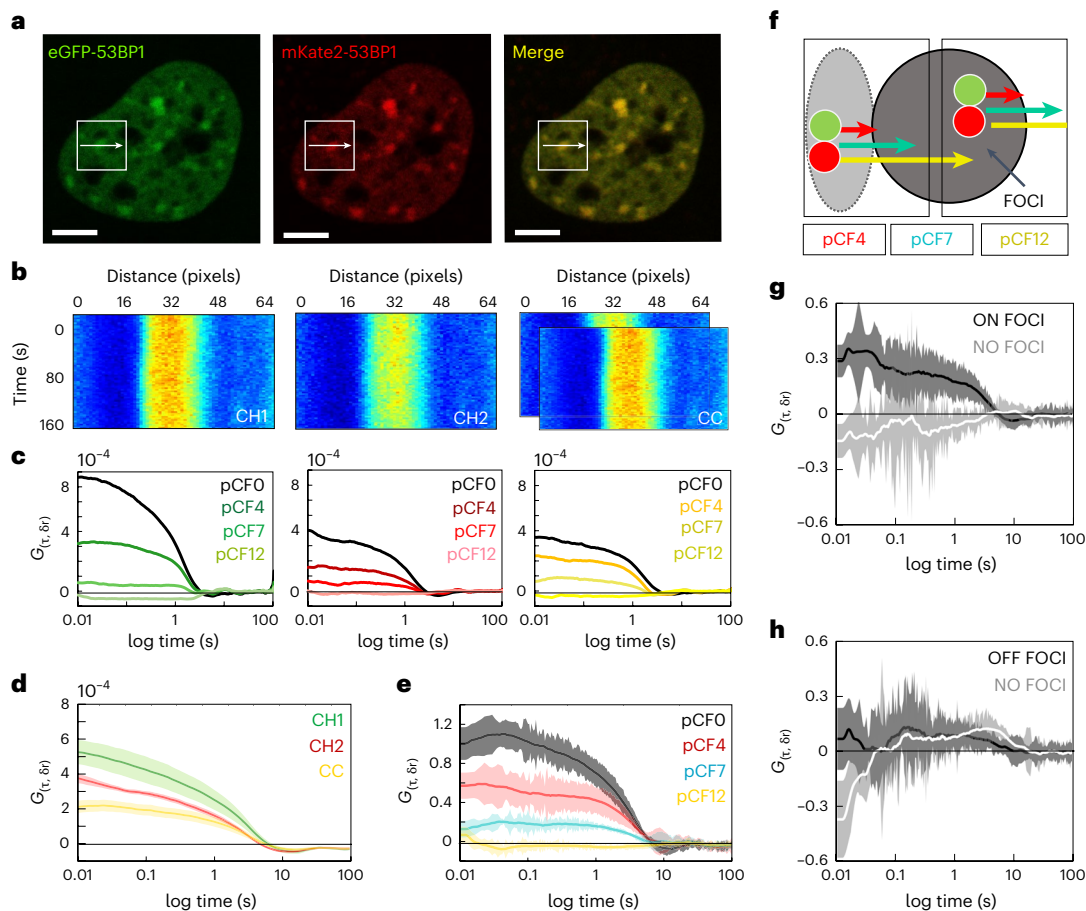 a
eGFP-53BP1
mKate2-53BP1
Merge
b
Distance (pixels)
Distance (pixels)
Distance (pixels)
0 16 32 48 64
0 16 32 48 64
0 16 32 48 64
Time (s)
0
80
160
CH1
CH2
CC
c
10⁻⁴
10⁻⁴
10⁻⁴
G(τ, δr)
8
4
0
8
4
0
8
4
0
pCF0
pCF4
pCF7
pCF12
pCF0
pCF4
pCF7
pCF12
pCF0
pCF4
pCF7
pCF12
0.01 1 100
0.01 1 100
0.01 1 100
log time (s)
log time (s)
log time (s)
d
10⁻⁴
G(τ, δr)
8
6
4
2
0
CH1
CH2
CC
0.01 0.1 1 10 100
log time (s)
e
G(τ, δr)
1.2
0.8
0.4
0
pCF0
pCF4
pCF7
pCF12
0.01 0.1 1 10 100
log time (s)
f
FOCI
pCF4
pCF7
pCF12
g
G(τ, δr)
0.6
0.3
0
−0.3
−0.6
ON FOCI
NO FOCI
0.01 0.1 1 10 100
log time (s)
h
G(τ, δr)
0.6
0.3
0
−0.3
−0.6
OFF FOCI
NO FOCI
0.01 0.1 1 10 100
log time (s)